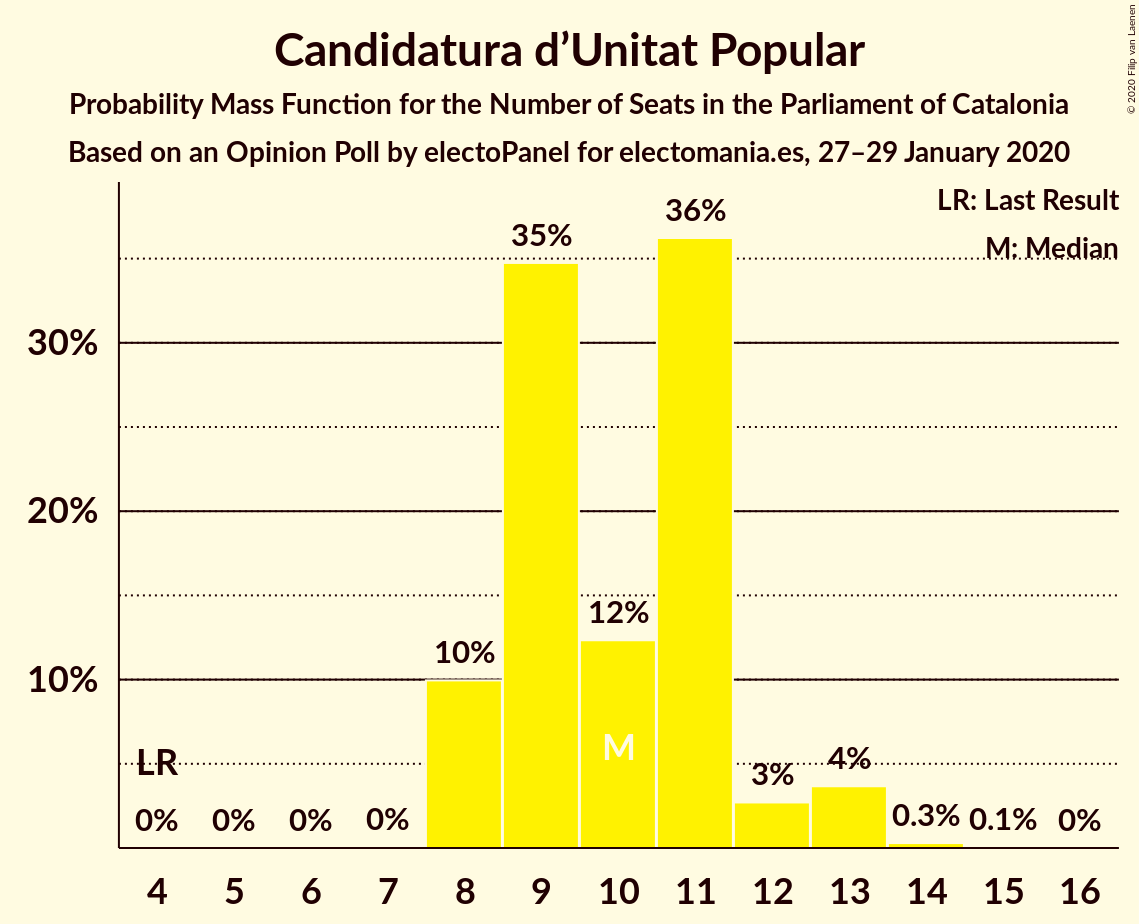 Candidatura d’Unitat Popular
Probability Mass Function for the Number of Seats in the Parliament of Catalonia
Based on an Opinion Poll by electoPanel for electomania.es, 27–29 January 2020
© 2020 Filip van Laenen
LR: Last Result
M: Median
36%
35%
30%
20%
12%
10%
10%
M
LR
4%
3%
0%
0%
0%
0%
0.3%
0.1%
0%
4 5 6 7 8 9 10 11 12 13 14 15 16